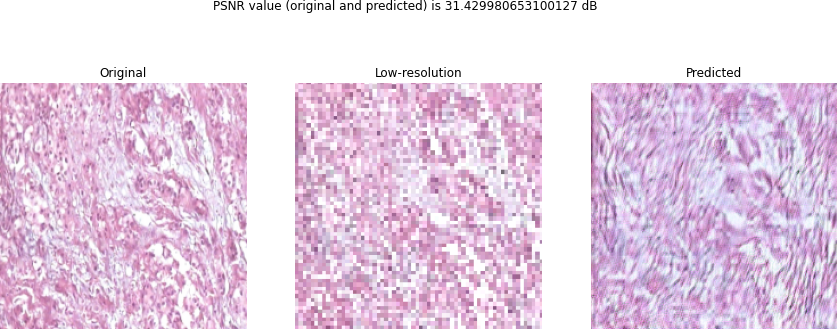 PSNR value (original and predicted) is 31.429980653100127 dB
Original
Low-resolution
Predicted